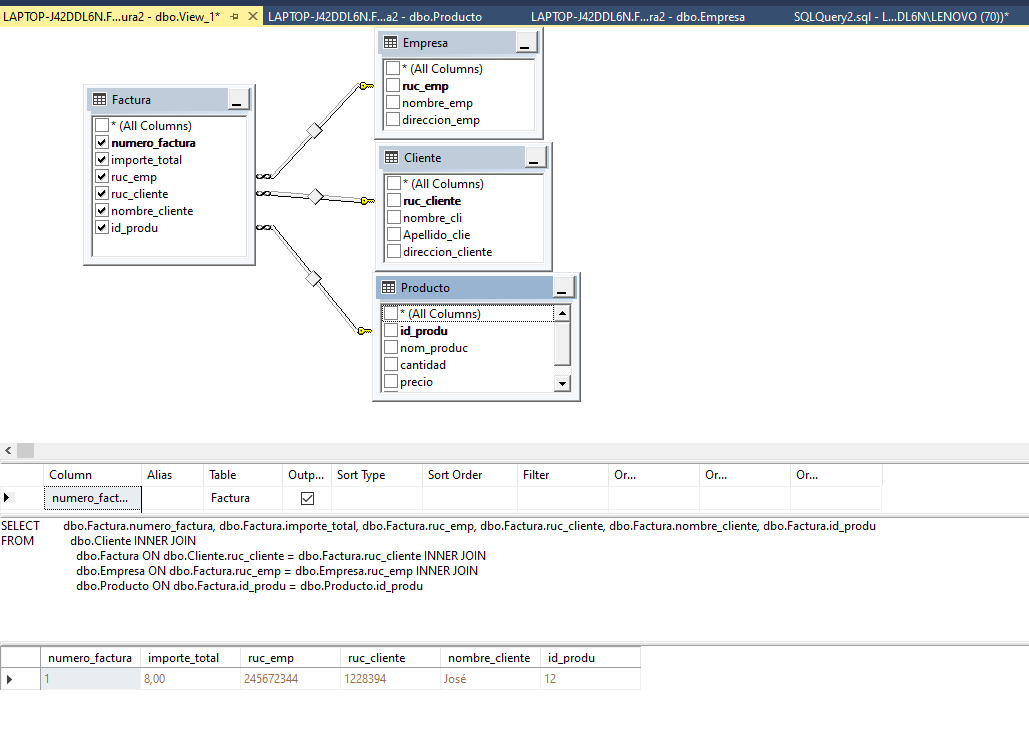 LAPTOP-J42DDL6N.F...ura2 - dbo.View_1* LAPTOP-J42DDL6N.F...a2 - dbo.Producto LAPTOP-J42DDL6N.F...ra2 - dbo.Empresa SQLQuery2.sql - L...DL6N\LENOVO (70))*
Empresa
* (All Columns)
ruc_emp
nombre_emp
direccion_emp
Factura
* (All Columns)
numero_factura
importe_total
ruc_emp
ruc_cliente
nombre_cliente
id_produ
Cliente
* (All Columns)
ruc_cliente
nombre_cli
Apellido_clie
direccion_cliente
Producto
* (All Columns)
id_produ
nom_produc
cantidad
precio
Column Alias Table Outp... Sort Type Sort Order Filter Or... Or... Or...
numero_fact... Factura
SELECT dbo.Factura.numero_factura, dbo.Factura.importe_total, dbo.Factura.ruc_emp, dbo.Factura.ruc_cliente, dbo.Factura.nombre_cliente, dbo.Factura.id_produ
FROM dbo.Cliente INNER JOIN
dbo.Factura ON dbo.Cliente.ruc_cliente = dbo.Factura.ruc_cliente INNER JOIN
dbo.Empresa ON dbo.Factura.ruc_emp = dbo.Empresa.ruc_emp INNER JOIN
dbo.Producto ON dbo.Factura.id_produ = dbo.Producto.id_produ
numero_factura importe_total ruc_emp ruc_cliente nombre_cliente id_produ
1 8,00 245672344 1228394 José 12